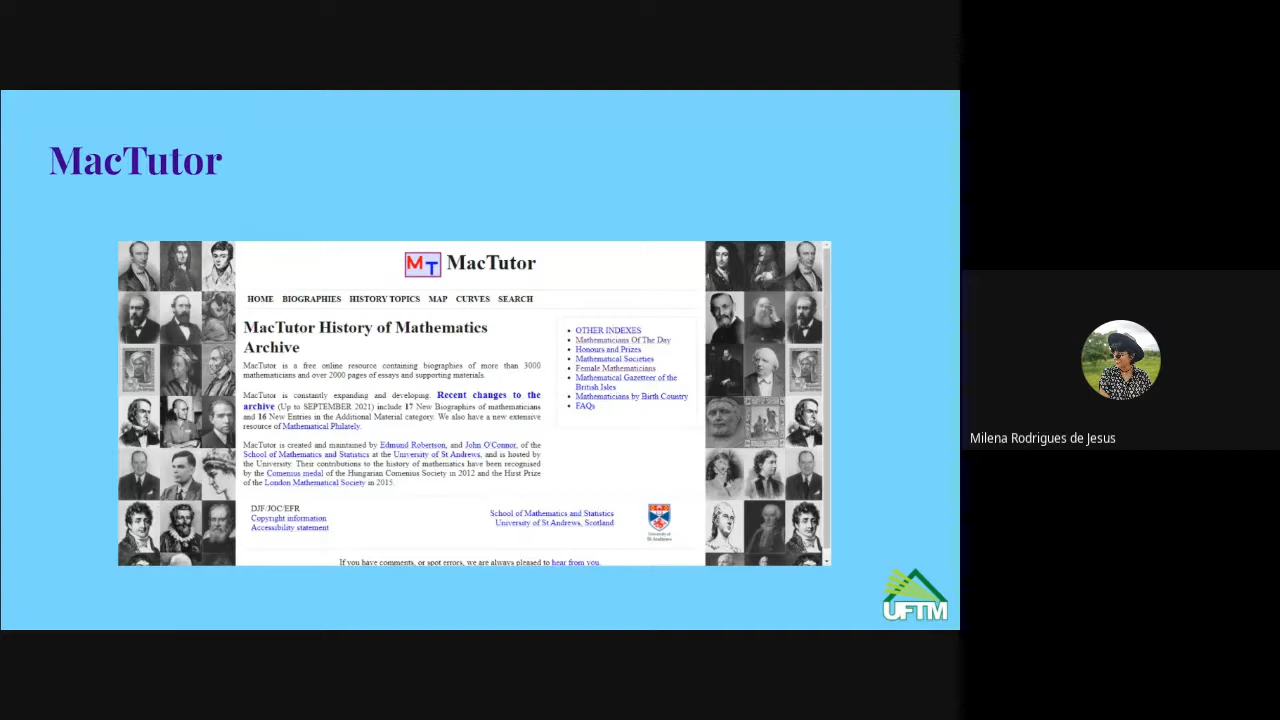 MacTutor
MT MacTutor
HOME BIOGRAPHIES HISTORY TOPICS MAP CURVES SEARCH
MacTutor History of Mathematics
Archive
MacTutor is a free online resource containing biographies of more than 3000
mathematicians and over 2000 pages of essays and supporting materials.
MacTutor is constantly expanding and developing. Recent changes to the
archive (Up to SEPTEMBER 2021) include 17 New Biographies of mathematicians
and 16 New Entries in the Additional Material category. We also have a new extensive
resource of Mathematical Philately.
MacTutor is created and maintained by Edmund Robertson, and John O'Connor, of the
School of Mathematics and Statistics at the University of St Andrews, and is hosted by
the University. Their contributions to the history of mathematics have been recognised
by the Comenius medal of the Hungarian Comenius Society in 2012 and the Hirst Prize
of the London Mathematical Society in 2015.
OTHER INDEXES
Mathematicians Of The Day
Honours and Prizes
Mathematical Societies
Female Mathematicians
Mathematical Gazetteer of the
British Isles
Mathematicians by Birth Country
FAQs
DJF/JOC/EFR
Copyright information
Accessibility statement
School of Mathematics and Statistics
University of St Andrews, Scotland
University of
St Andrews
If you have comments, or spot errors, we are always pleased to hear from you.
UFTM
Milena Rodrigues de Jesus